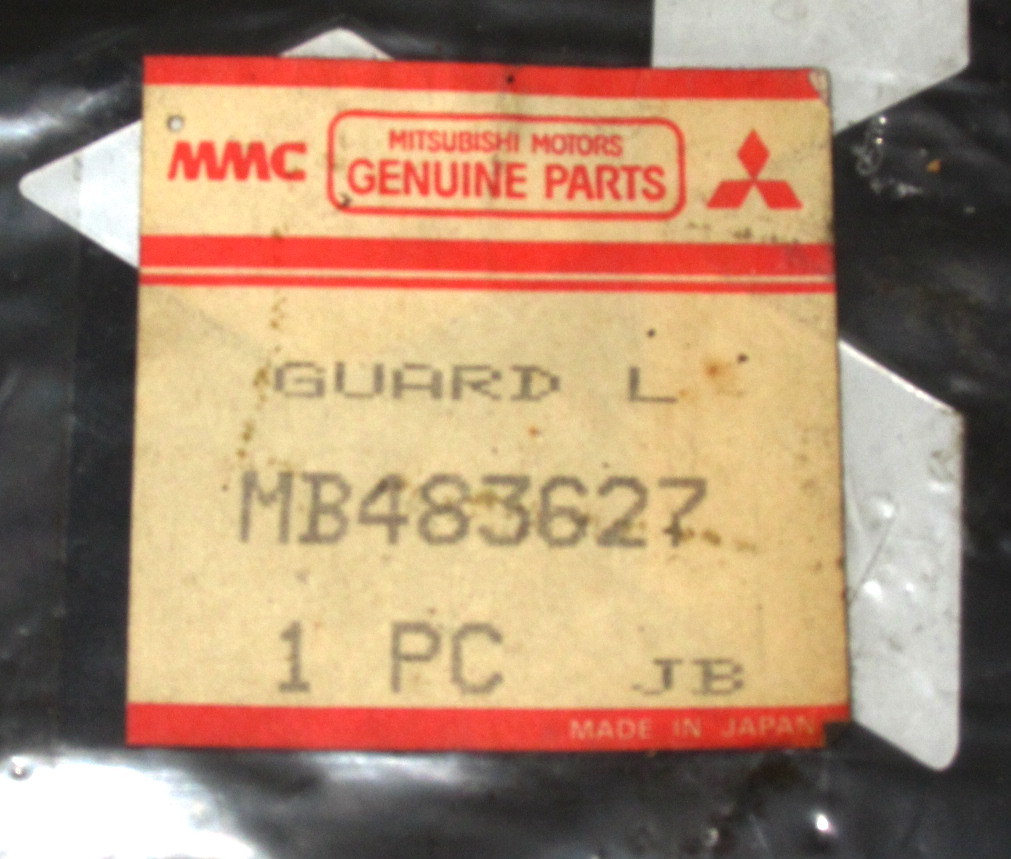 MMC
MITSUBISHI MOTORS
GENUINE PARTS
GUARD L
MB483627
1 PC JB
MADE IN JAPAN